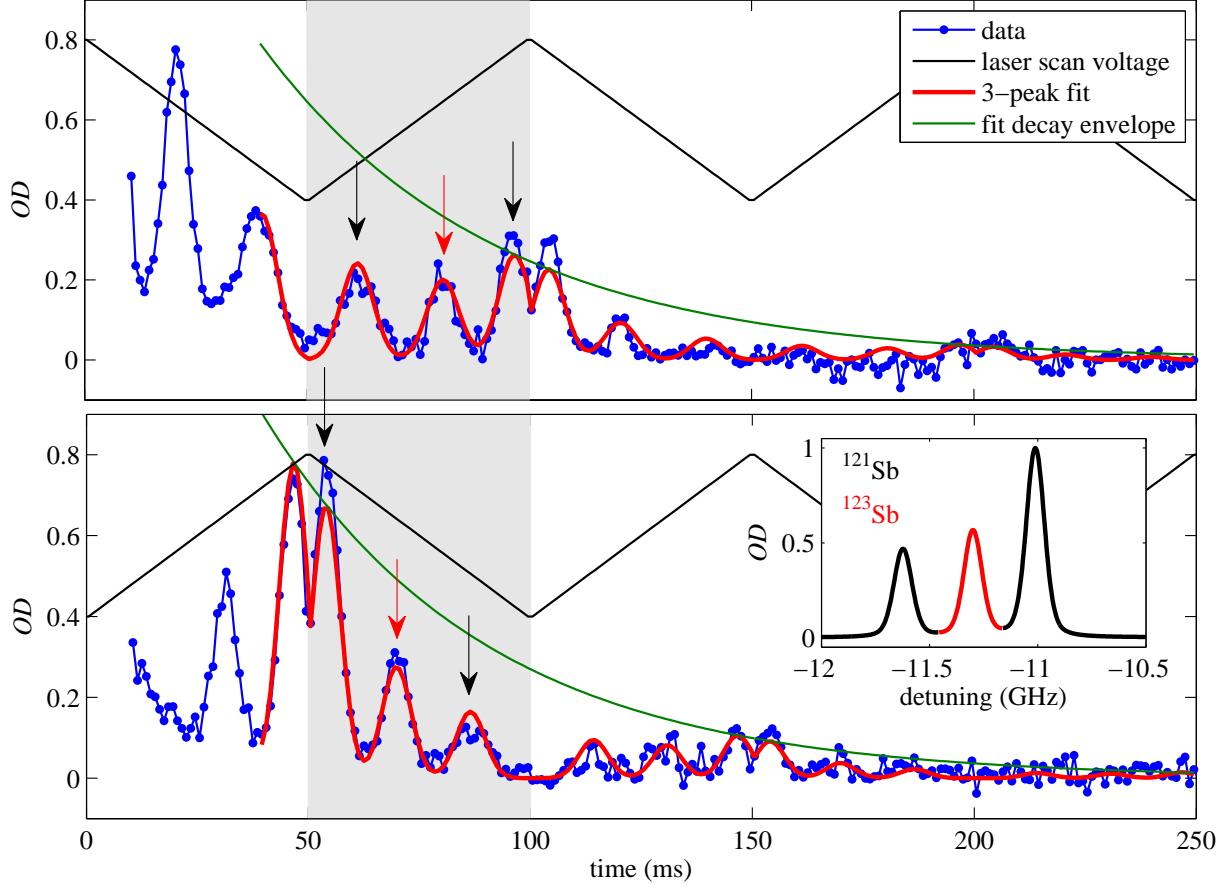 0.8
0.6
0.4
0.2
0
OD
data
laser scan voltage
3−peak fit
fit decay envelope
0.8
0.6
0.4
0.2
0
OD
1
0.5
0
OD
121Sb
123Sb
−12
−11.5
−11
−10.5
detuning (GHz)
0
50
100
150
200
250
time (ms)